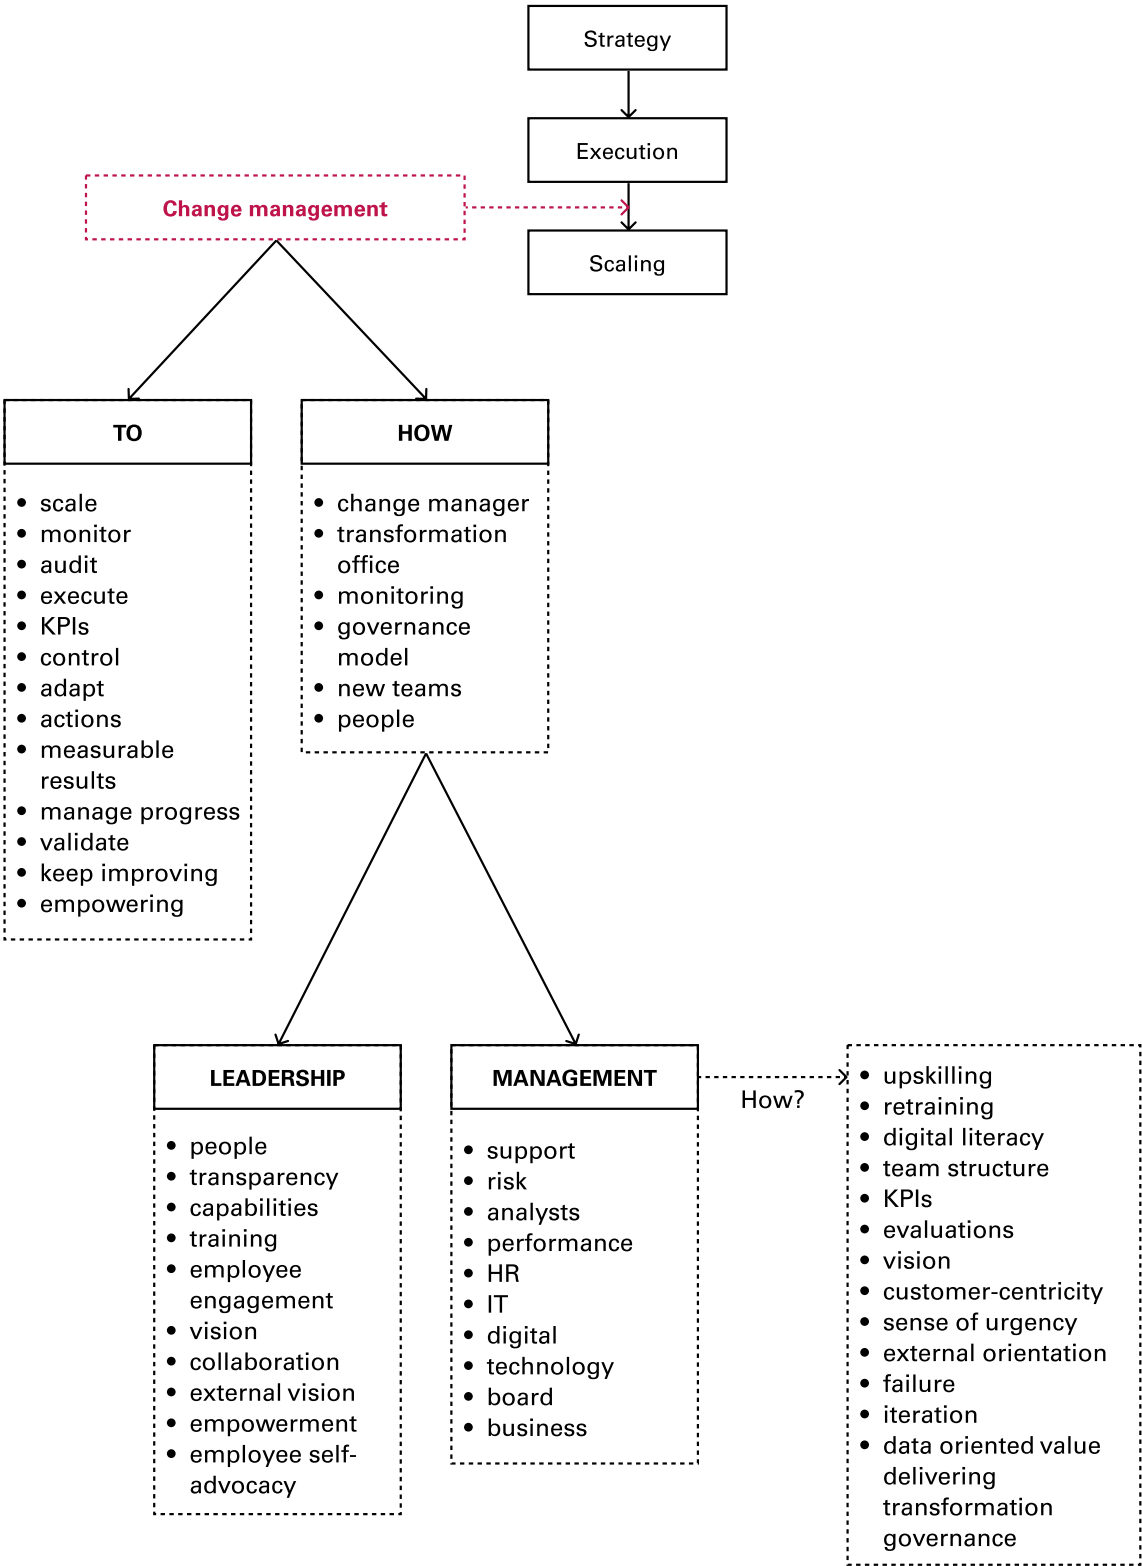 Strategy
Execution
Change management
Scaling
TO
• scale
• monitor
• audit
• execute
• KPIs
• control
• adapt
• actions
• measurable
results
• manage progress
• validate
• keep improving
• empowering
HOW
• change manager
• transformation
office
• monitoring
• governance
model
• new teams
• people
LEADERSHIP
• people
• transparency
• capabilities
• training
• employee
engagement
• vision
• collaboration
• external vision
• empowerment
• employee self-
advocacy
MANAGEMENT
• support
• risk
• analysts
• performance
• HR
• IT
• digital
• technology
• board
• business
How?
• upskilling
• retraining
• digital literacy
• team structure
• KPIs
• evaluations
• vision
• customer-centricity
• sense of urgency
• external orientation
• failure
• iteration
• data oriented value
delivering
transformation
governance